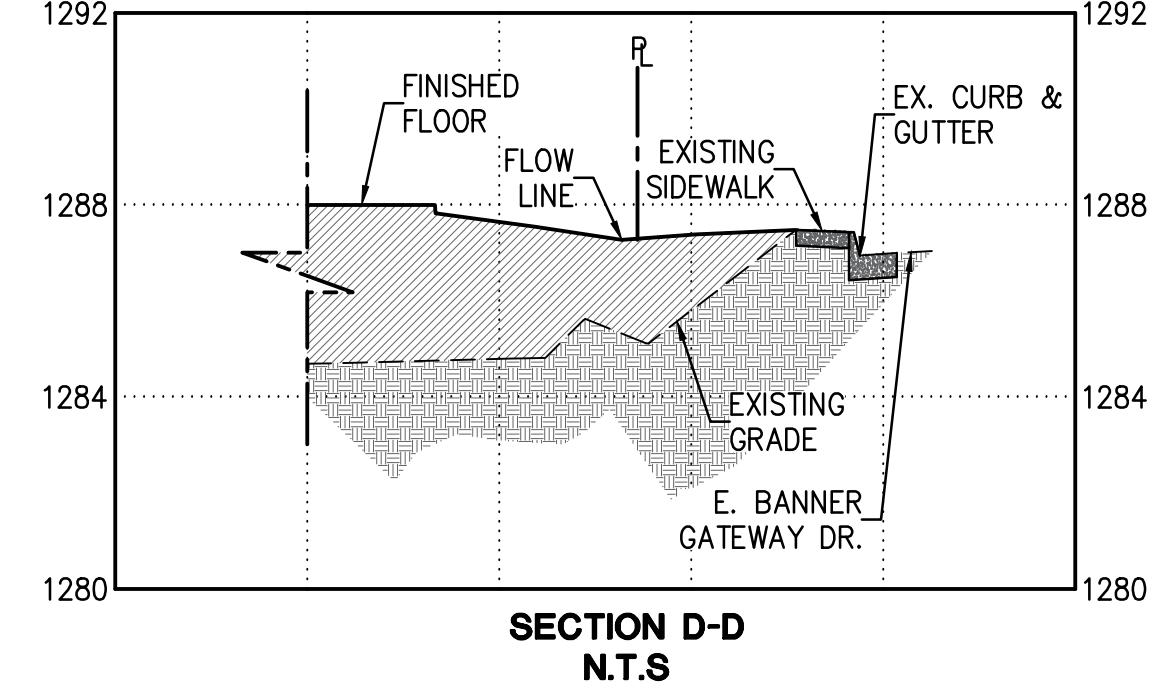 1292
1292
PL
FINISHED
FLOOR
EX. CURB &
GUTTER
FLOW
LINE
EXISTING
SIDEWALK
1288
1288
1284
1284
EXISTING
GRADE
E. BANNER
GATEWAY DR.
1280
1280
SECTION D-D
N.T.S